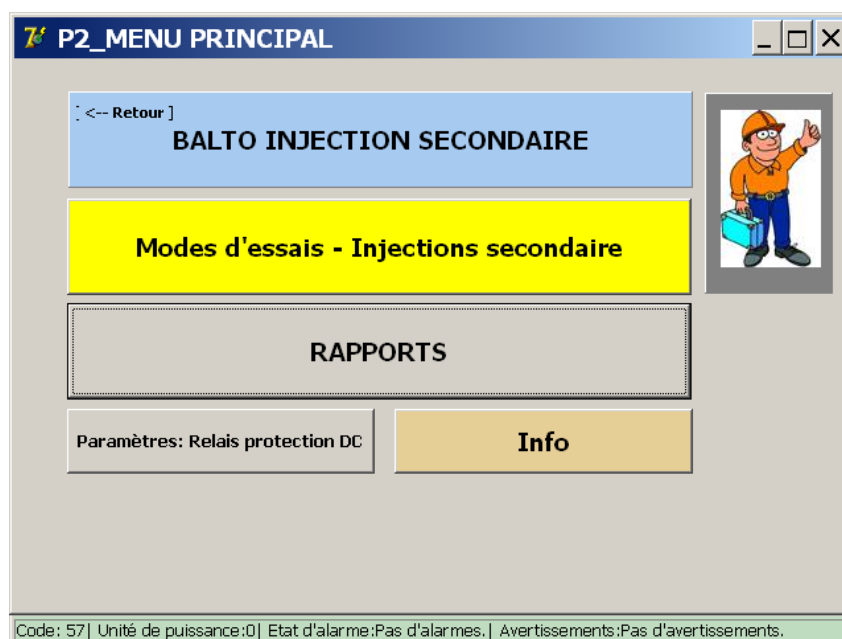 P2_MENU PRINCIPAL
[ <-- Retour ]
BALTO INJECTION SECONDAIRE
Modes d'essais - Injections secondaire
RAPPORTS
Paramètres: Relais protection DC
Info
Code: 57| Unité de puissance:0| Etat d'alarme:Pas d'alarmes.| Avertissements:Pas d'avertissements.